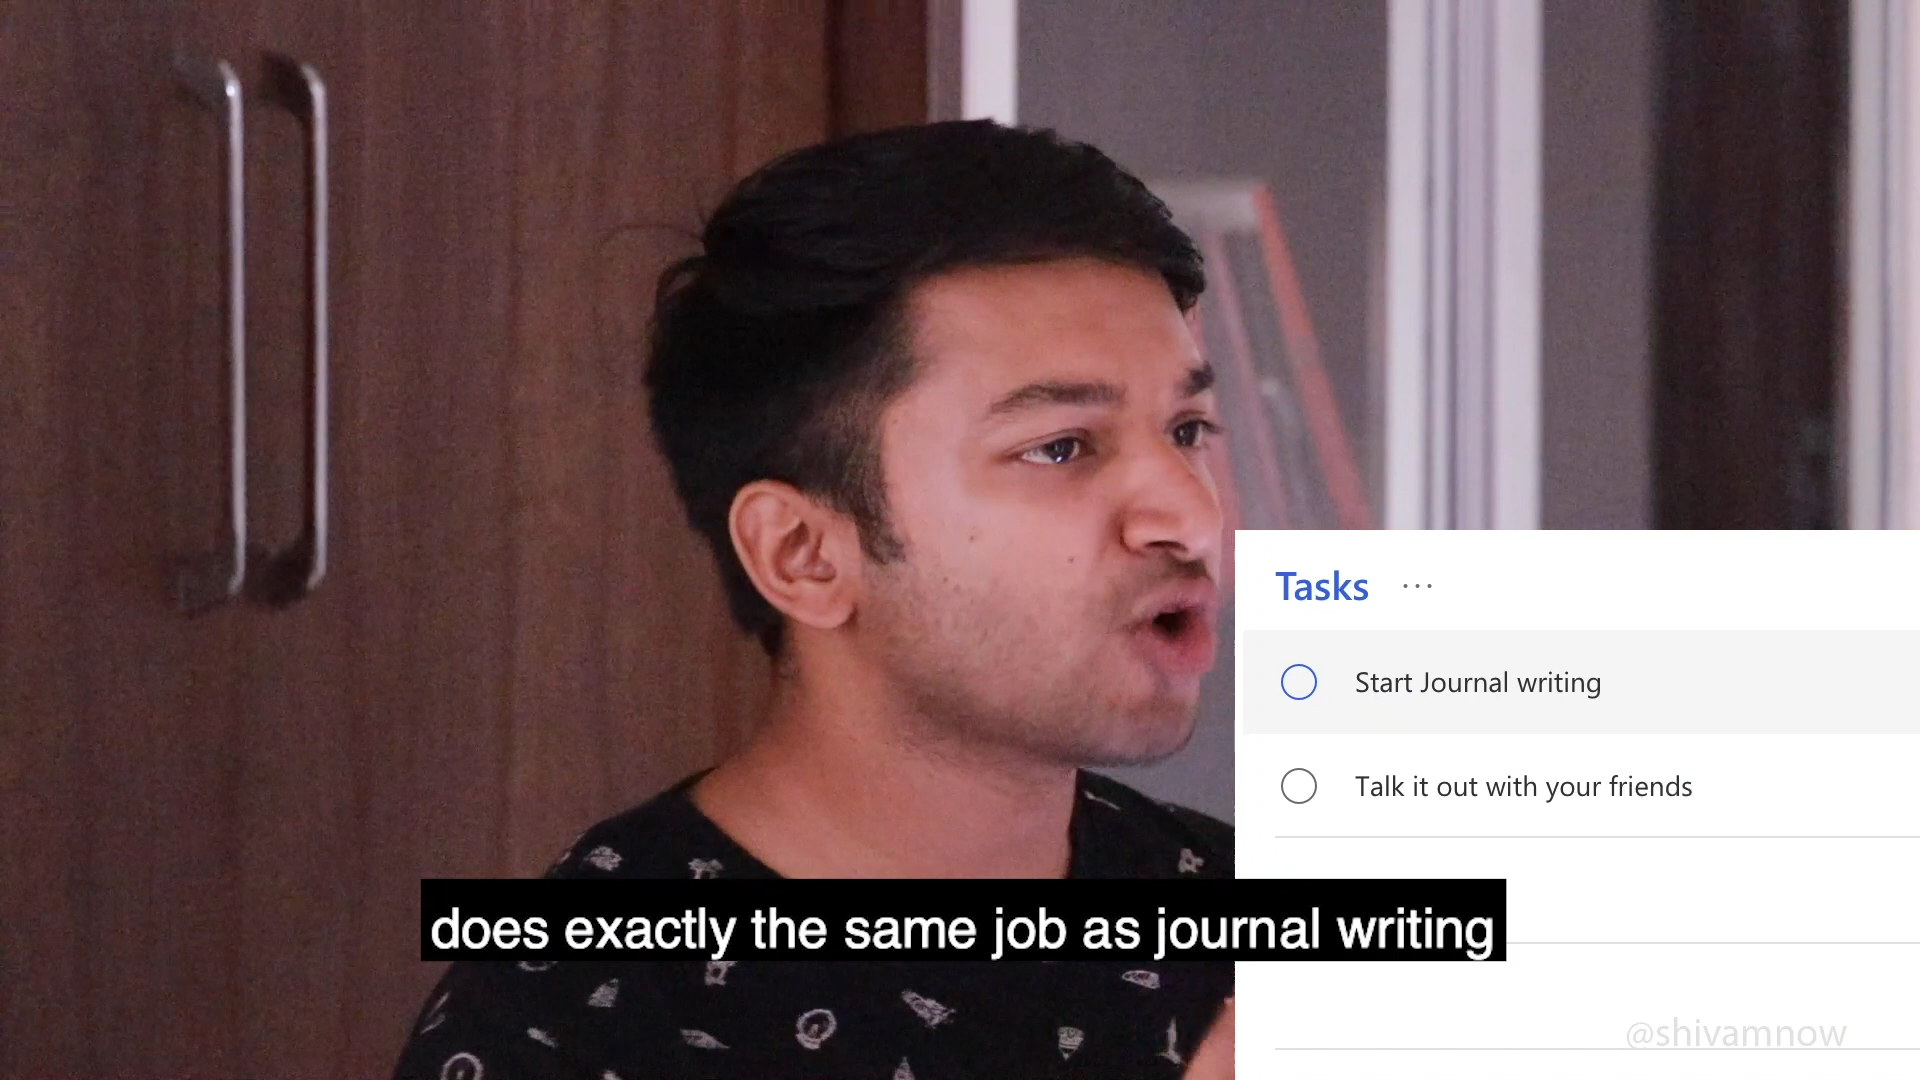 Tasks ...
Start Journal writing
Talk it out with your friends
does exactly the same job as journal writing
@shivamnow